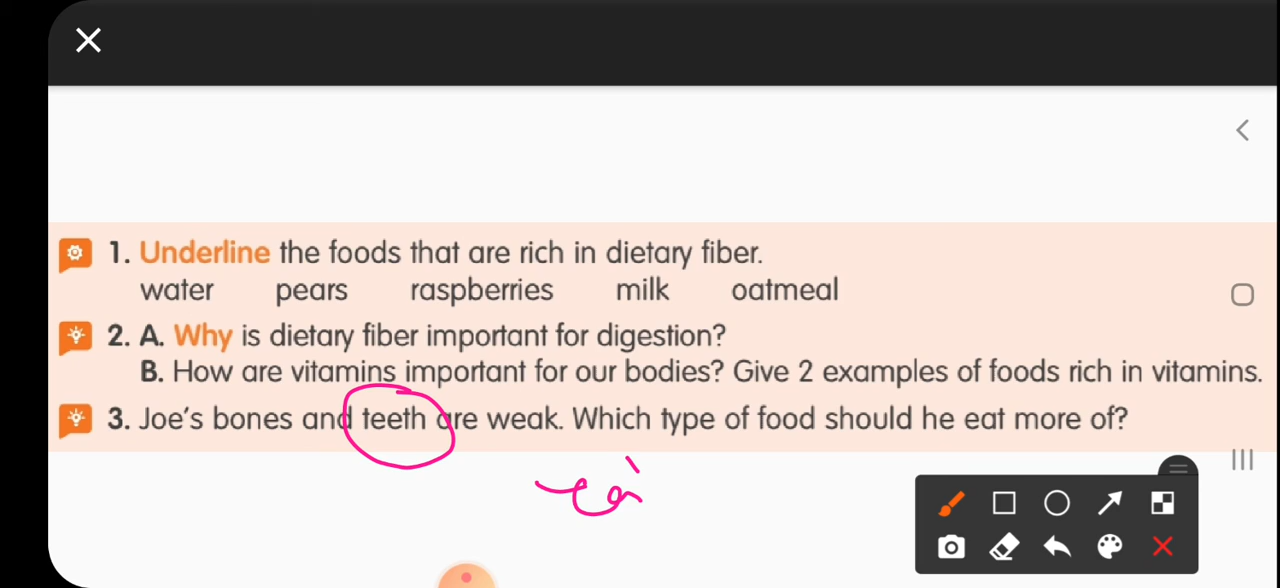 1. Underline the foods that are rich in dietary fiber.
water pears raspberries milk oatmeal
2. A. Why is dietary fiber important for digestion?
B. How are vitamins important for our bodies? Give 2 examples of foods rich in vitamins.
3. Joe's bones and teeth are weak. Which type of food should he eat more of?